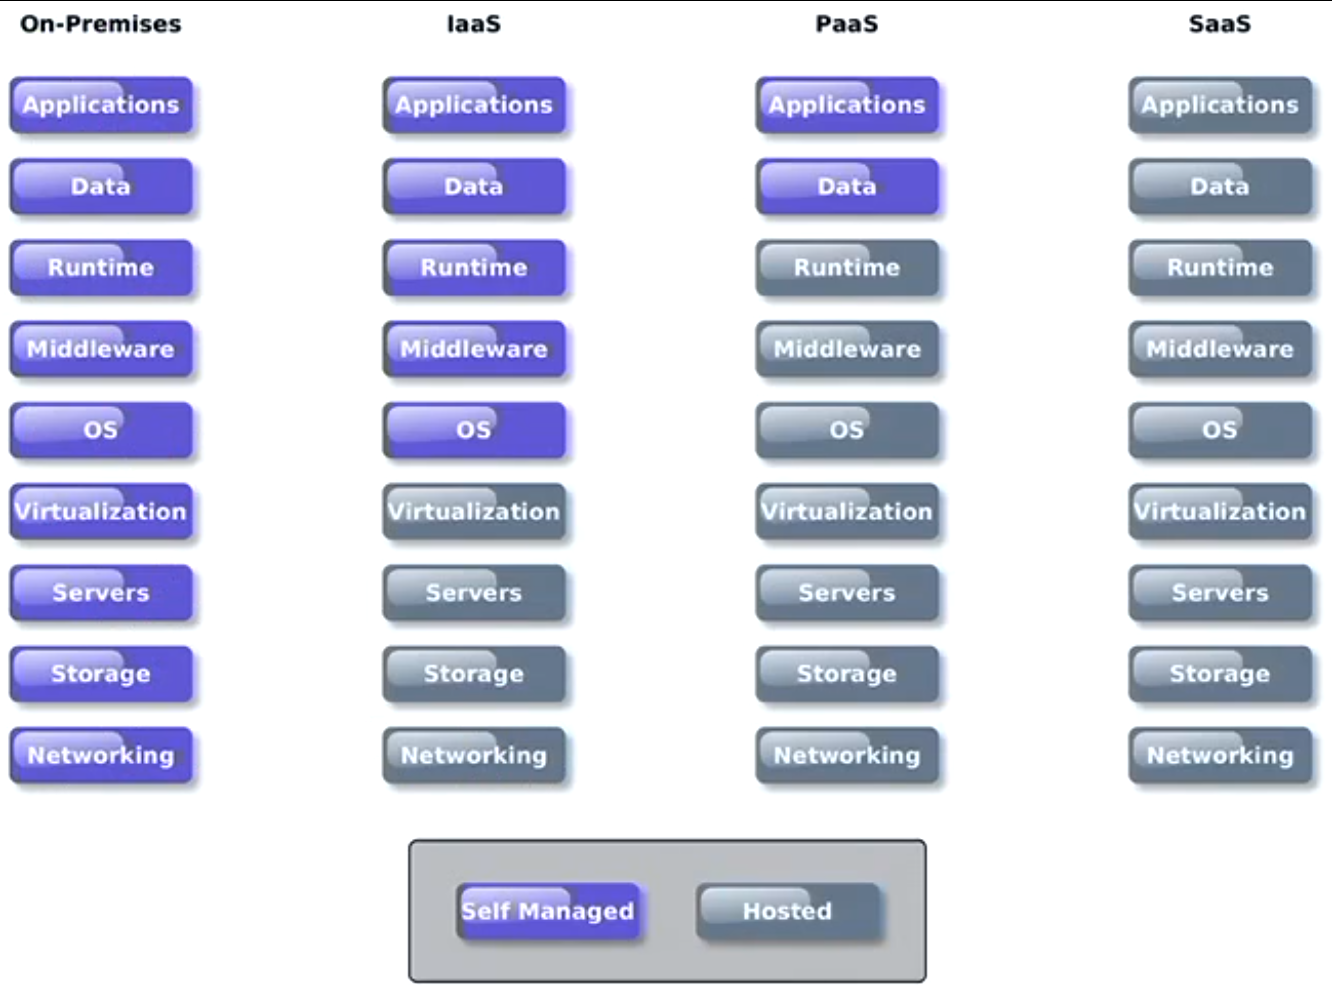 On-Premises IaaS PaaS SaaS
Applications Applications Applications Applications
Data Data Data Data
Runtime Runtime Runtime Runtime
Middleware Middleware Middleware Middleware
OS OS OS OS
Virtualization Virtualization Virtualization Virtualization
Servers Servers Servers Servers
Storage Storage Storage Storage
Networking Networking Networking Networking
Self Managed Hosted